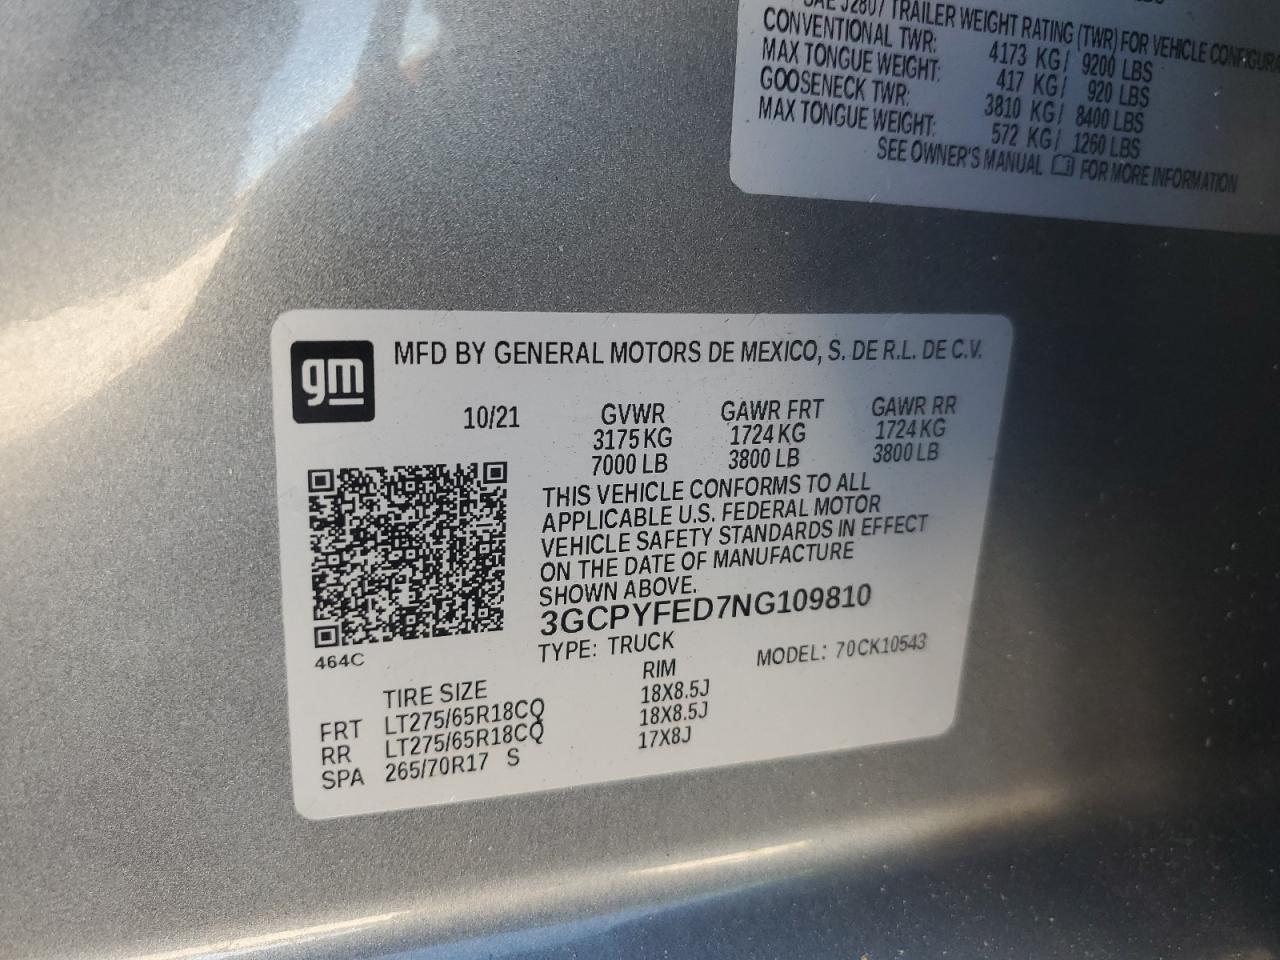 J2807 TRAILER WEIGHT RATING (TWR) FOR VEHICLE
CONVENTIONAL TWR: 4173 KG/ 9200 LBS
MAX TONGUE WEIGHT: 417 KG/ 920 LBS
GOOSENECK TWR: 3810 KG/ 8400 LBS
MAX TONGUE WEIGHT: 572 KG/ 1260 LBS
SEE OWNER'S MANUAL FOR MORE INFORMATION
gm
MFD BY GENERAL MOTORS DE MEXICO, S. DE R.L. DE C.V.
10/21 GVWR GAWR FRT GAWR RR
3175 KG 1724 KG 1724 KG
7000 LB 3800 LB 3800 LB
THIS VEHICLE CONFORMS TO ALL
APPLICABLE U.S. FEDERAL MOTOR
VEHICLE SAFETY STANDARDS IN EFFECT
ON THE DATE OF MANUFACTURE
SHOWN ABOVE.
3GCPYFED7NG109810
464C
TYPE: TRUCK MODEL: 70CK10543
TIRE SIZE RIM
FRT LT275/65R18CQ 18X8.5J
RR LT275/65R18CQ 18X8.5J
SPA 265/70R17 S 17X8J